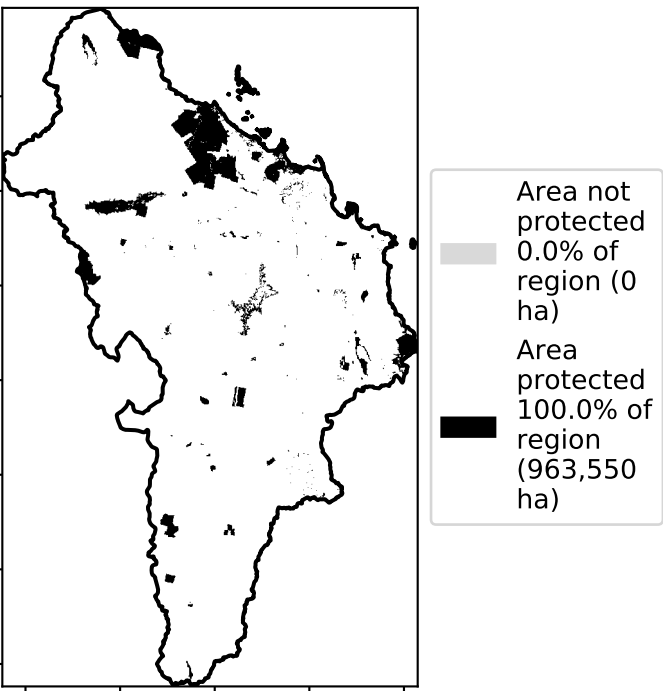 Area not
protected
0.0% of
region (0
ha)
Area
protected
100.0% of
region
(963,550
ha)